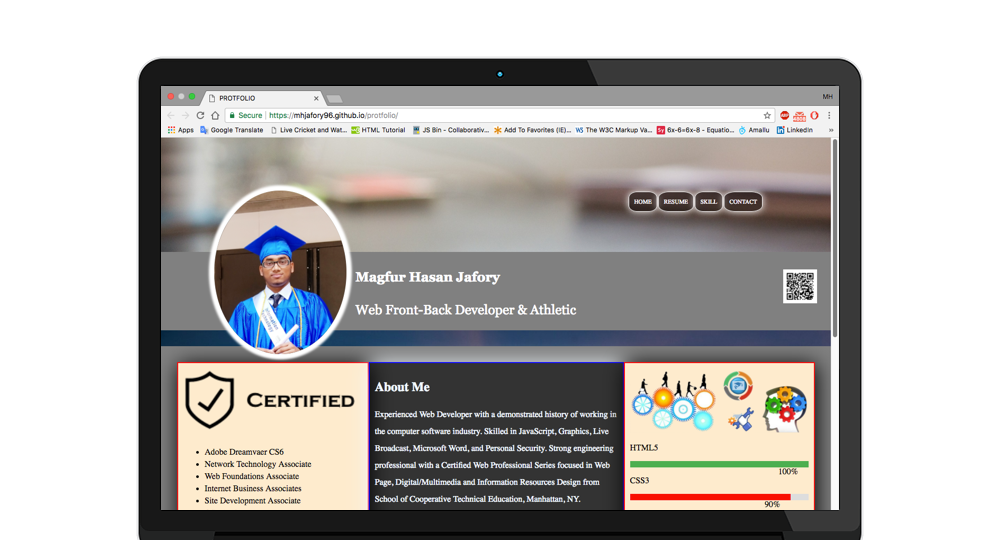 PROTFOLIO
MH
Secure https://mhjafory96.github.io/protfolio/
Apps Google Translate Live Cricket and Wat... HTML Tutorial JS Bin - Collaborativ... Add To Favorites (IE)... The W3C Markup Va... 6x-6=6x-8 - Equatio... Amallu LinkedIn »
HOME RESUME SKILL CONTACT
Magfur Hasan Jafory
Web Front-Back Developer & Athletic
CERTIFIED
Adobe Dreamvaer CS6
Network Technology Associate
Web Foundations Associate
Internet Business Associates
Site Development Associate
About Me
Experienced Web Developer with a demonstrated history of working in
the computer software industry. Skilled in JavaScript, Graphics, Live
Broadcast, Microsoft Word, and Personal Security. Strong engineering
professional with a Certified Web Professional Series focused in Web
Page, Digital/Multimedia and Information Resources Design from
School of Cooperative Technical Education, Manhattan, NY.
HTML5
100%
CSS3
90%